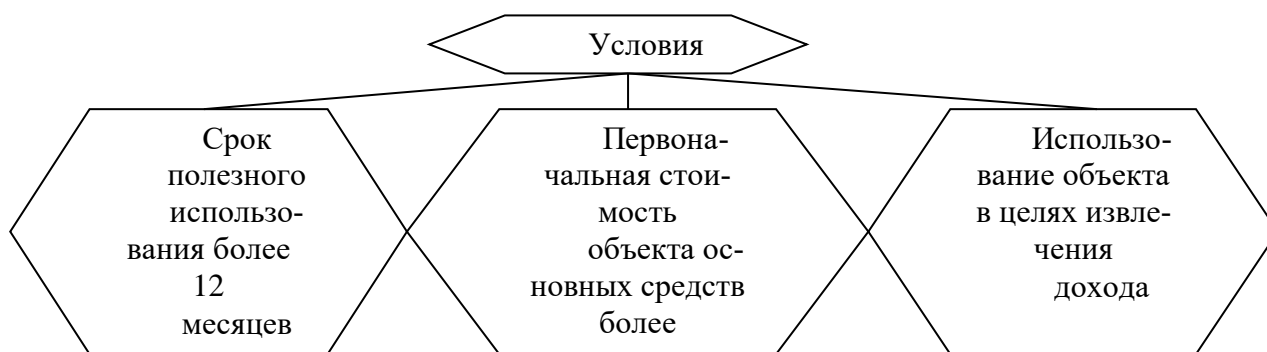 Условия
Срок
полезного
использо-
вания более
12
месяцев
Первона-
чальная стои-
мость
объекта ос-
новных средств
более
Использо-
вание объекта
в целях извле-
чения
дохода